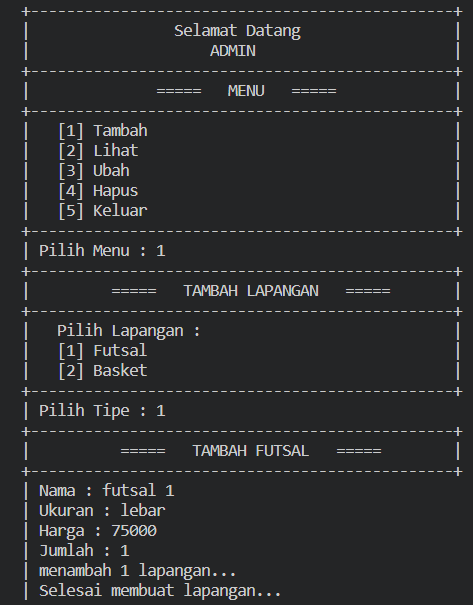 +-----------------------------------------------+
| Selamat Datang |
| ADMIN |
+-----------------------------------------------+
| ===== MENU ===== |
+-----------------------------------------------+
| [1] Tambah |
| [2] Lihat |
| [3] Ubah |
| [4] Hapus |
| [5] Keluar |
+-----------------------------------------------+
| Pilih Menu : 1
+-----------------------------------------------+
| ===== TAMBAH LAPANGAN ===== |
+-----------------------------------------------+
| Pilih Lapangan : |
| [1] Futsal |
| [2] Basket |
+-----------------------------------------------+
| Pilih Tipe : 1
+-----------------------------------------------+
| ===== TAMBAH FUTSAL ===== |
+-----------------------------------------------+
| Nama : futsal 1
| Ukuran : lebar
| Harga : 75000
| Jumlah : 1
| menambah 1 lapangan...
| Selesai membuat lapangan...